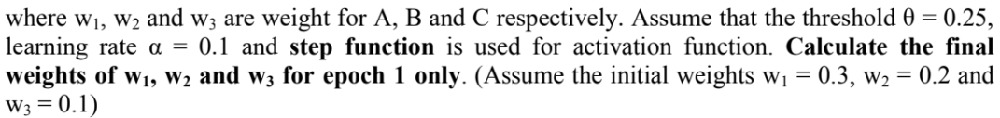 where w₁, w₂ and w₃ are weight for A, B and C respectively. Assume that the threshold θ = 0.25,
learning rate α = 0.1 and step function is used for activation function. Calculate the final
weights of w₁, w₂ and w₃ for epoch 1 only. (Assume the initial weights w₁ = 0.3, w₂ = 0.2 and
w₃ = 0.1)